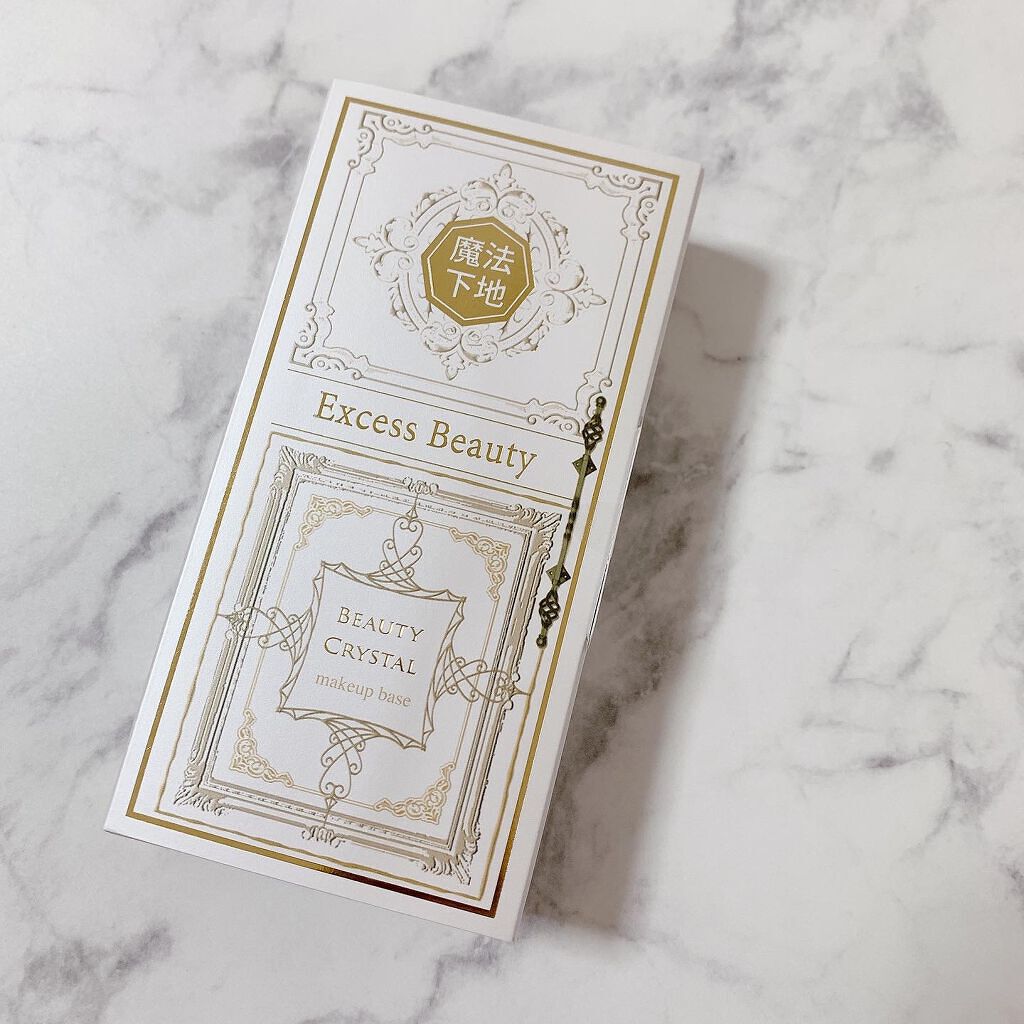 魔法
下地
Excess Beauty
BEAUTY
CRYSTAL
makeup base